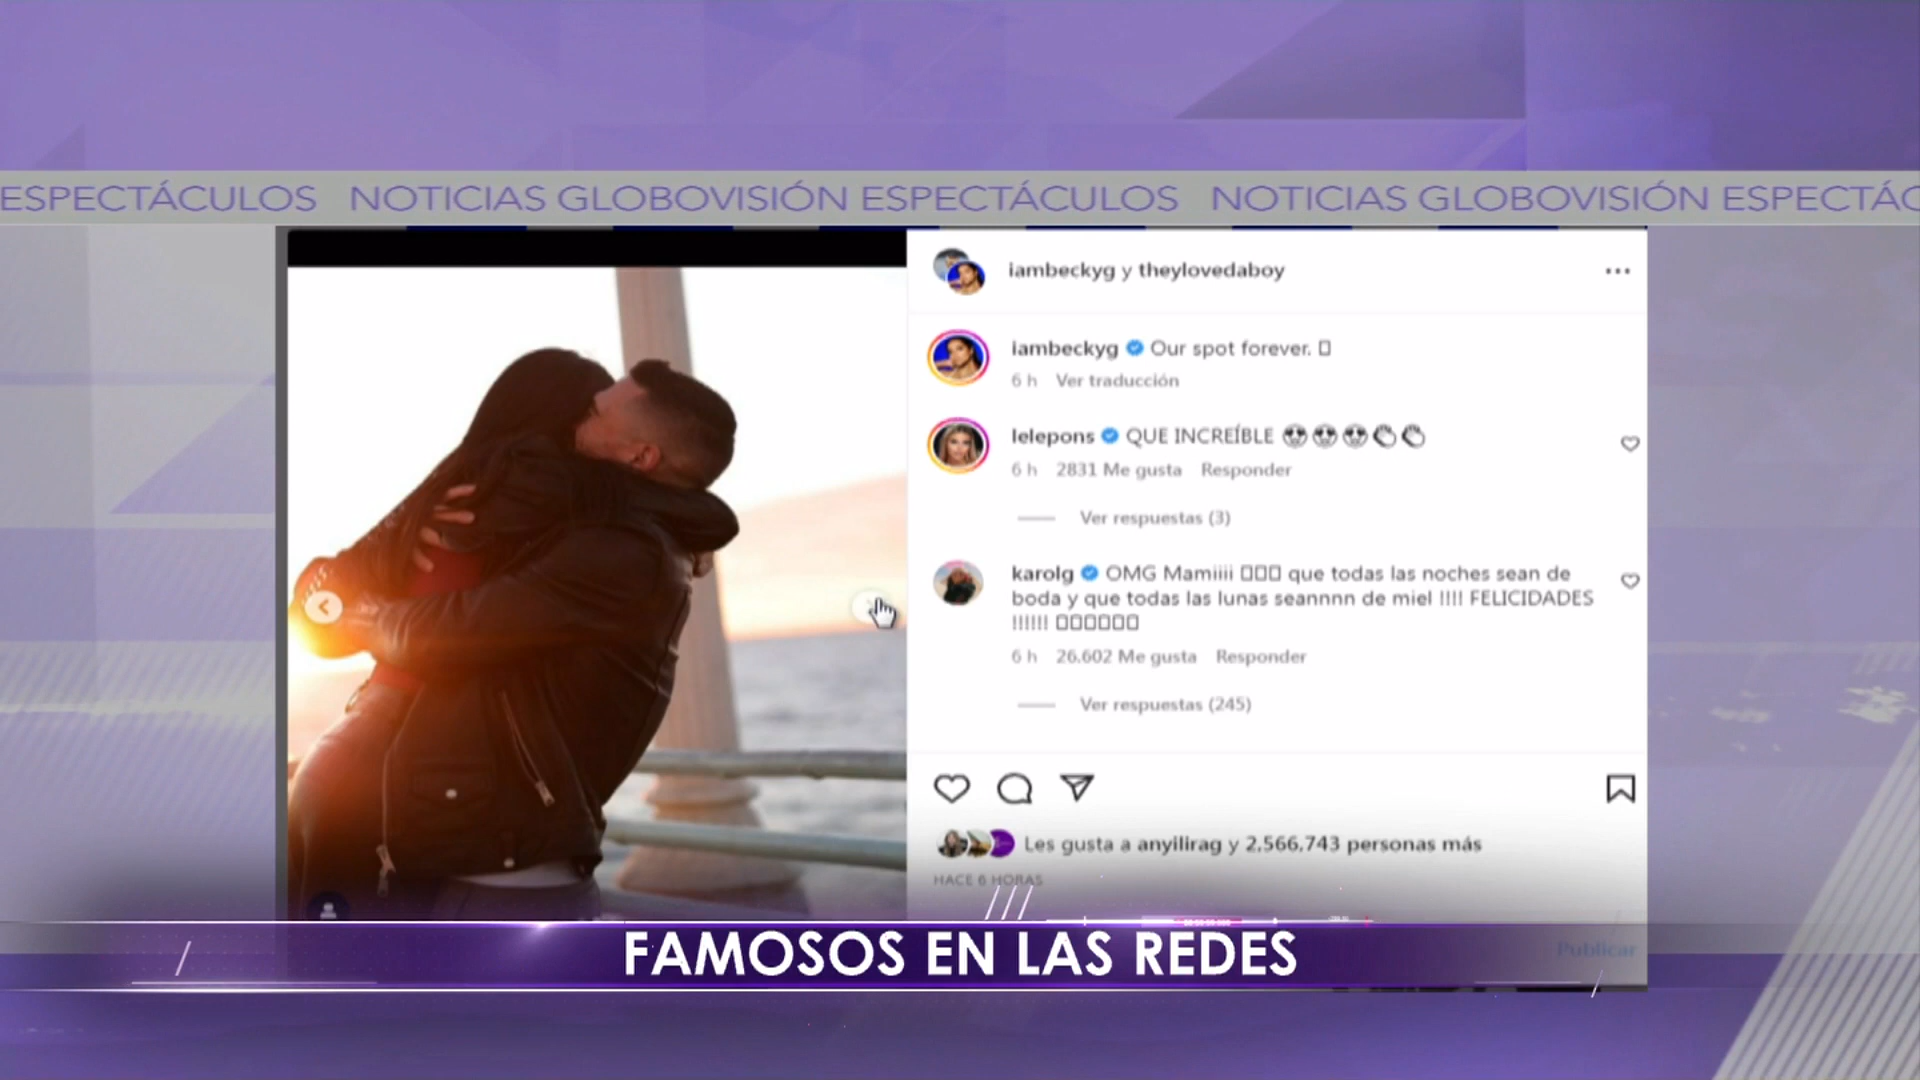 ESPECTÁCULOS NOTICIAS GLOBOVISIÓN ESPECTÁCULOS NOTICIAS GLOBOVISIÓN ESPECTÁC
iambeckyg y theylovedaboy
iambeckyg Our spot forever.
6 h Ver traducción
lelepons QUE INCREÍBLE 😍😍😍👏👏
6 h 2831 Me gusta Responder
Ver respuestas (3)
karolg OMG Mamiiii que todas las noches sean de
boda y que todas las lunas seannnn de miel !!!! FELICIDADES
!!!!!!
6 h 26.602 Me gusta Responder
Ver respuestas (245)
Les gusta a anyilirag y 2.566.743 personas más
HACE 6 HORAS
Publicar
FAMOSOS EN LAS REDES